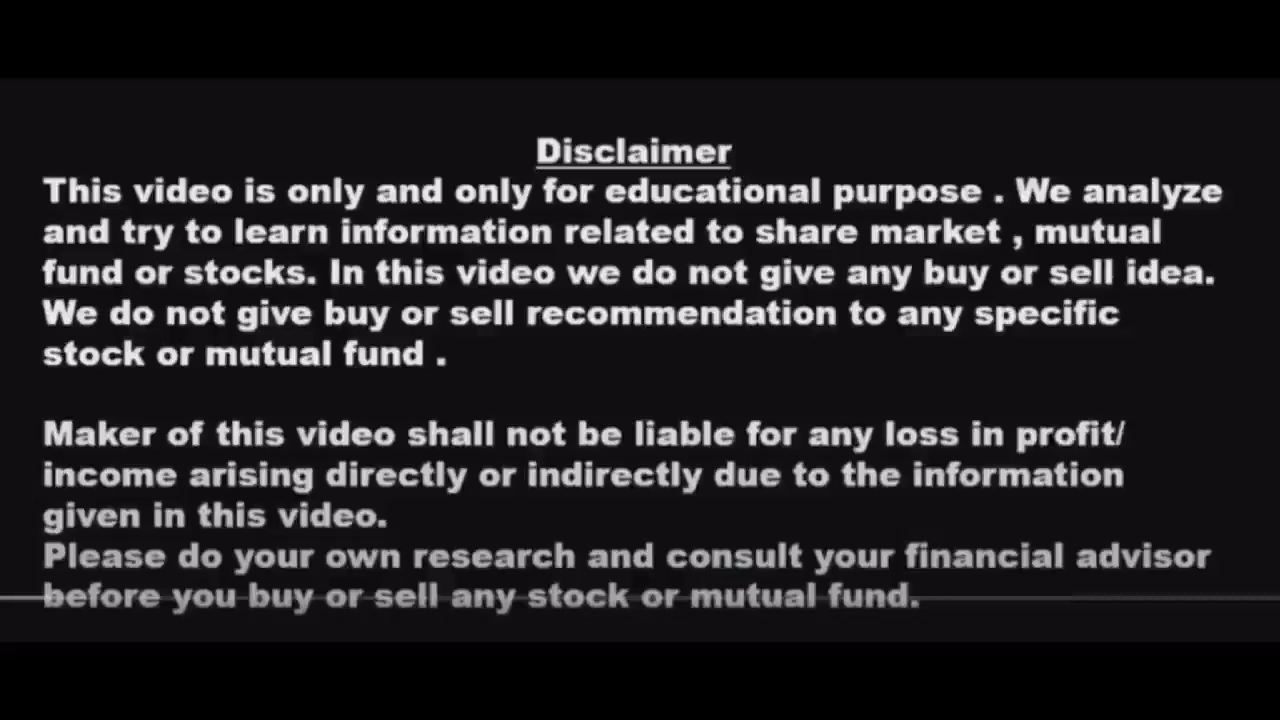 Disclaimer
This video is only and only for educational purpose . We analyze
and try to learn information related to share market , mutual
fund or stocks. In this video we do not give any buy or sell idea.
We do not give buy or sell recommendation to any specific
stock or mutual fund .
Maker of this video shall not be liable for any loss in profit/
income arising directly or indirectly due to the information
given in this video.
Please do your own research and consult your financial advisor
before you buy or sell any stock or mutual fund.